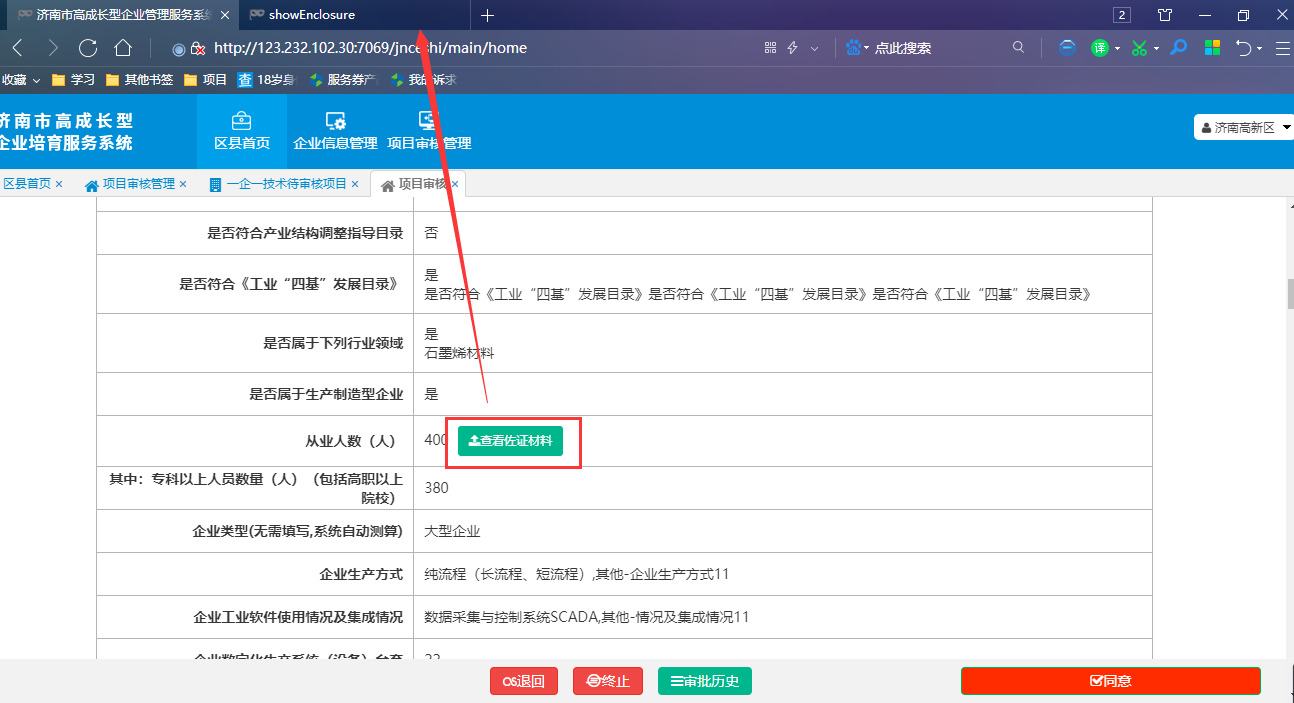 济南市高成长型企业管理服务系
showEnclosure
2
http://123.232.102.30:7069/jnceshi/main/home
点此搜索
译
收藏
学习
其他书签
项目
查
18岁身
服务券产
我的诉求
济南市高成长型
企业培育服务系统
区县首页
企业信息管理
项目审核管理
济南高新区
区县首页
项目审核管理
一企一技术待审核项目
项目审核
是否符合产业结构调整指导目录
否
是否符合《工业“四基”发展目录》
是
是否符合《工业“四基”发展目录》是否符合《工业“四基”发展目录》是否符合《工业“四基”发展目录》
是否属于下列行业领域
是
石墨烯材料
是否属于生产制造型企业
是
从业人数（人）
400
查看佐证材料
其中：专科以上人员数量（人）（包括高职以上
院校）
380
企业类型(无需填写,系统自动测算)
大型企业
企业生产方式
纯流程（长流程、短流程）,其他-企业生产方式11
企业工业软件使用情况及集成情况
数据采集与控制系统SCADA,其他-情况及集成情况11
退回
终止
审批历史
同意